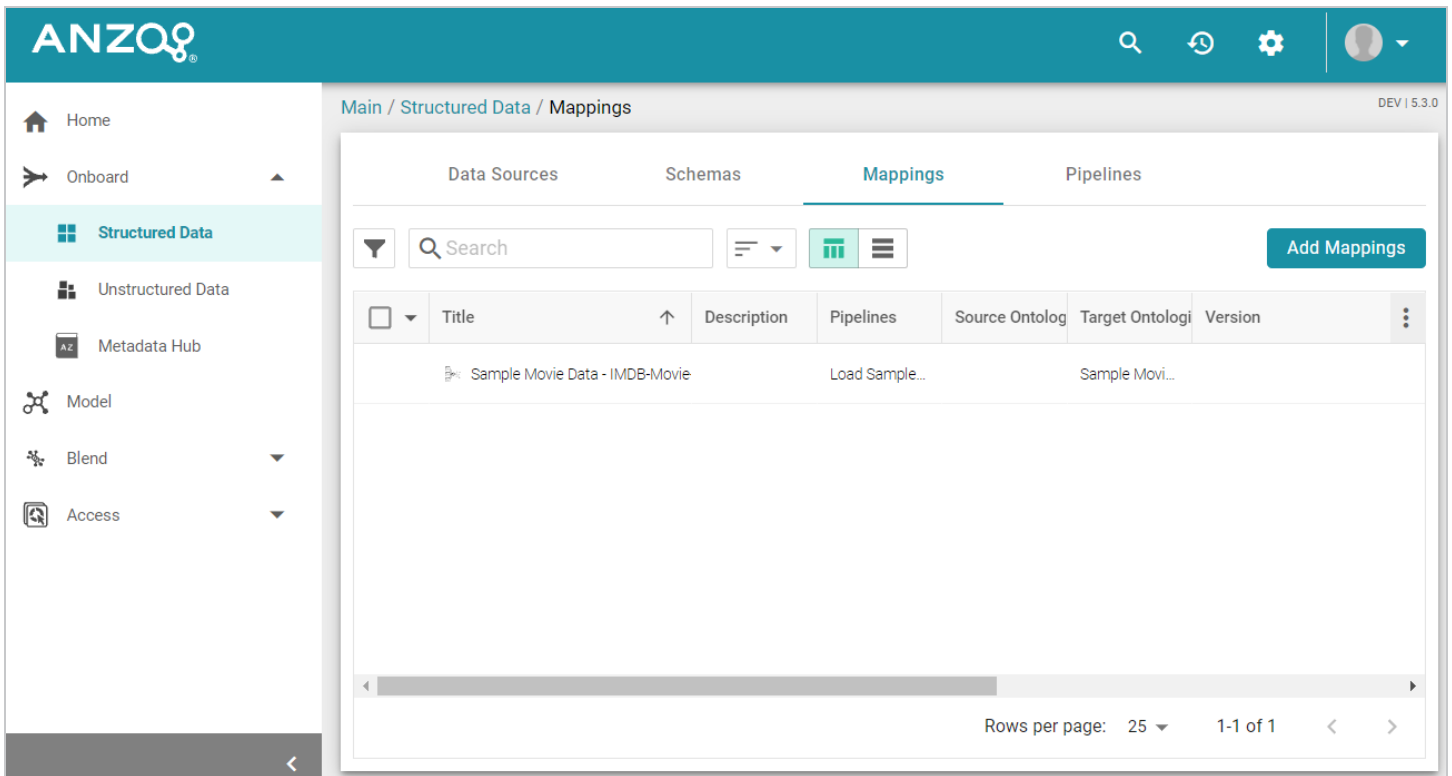 ANZO®
Home
Onboard
Structured Data
Unstructured Data
AZ Metadata Hub
Model
Blend
Access
Main / Structured Data / Mappings
DEV | 5.3.0
Data Sources Schemas Mappings Pipelines
Search
Add Mappings
Title Description Pipelines Source Ontolog Target Ontologi Version
Sample Movie Data - IMDB-Movie Load Sample... Sample Movi...
Rows per page: 25 1-1 of 1